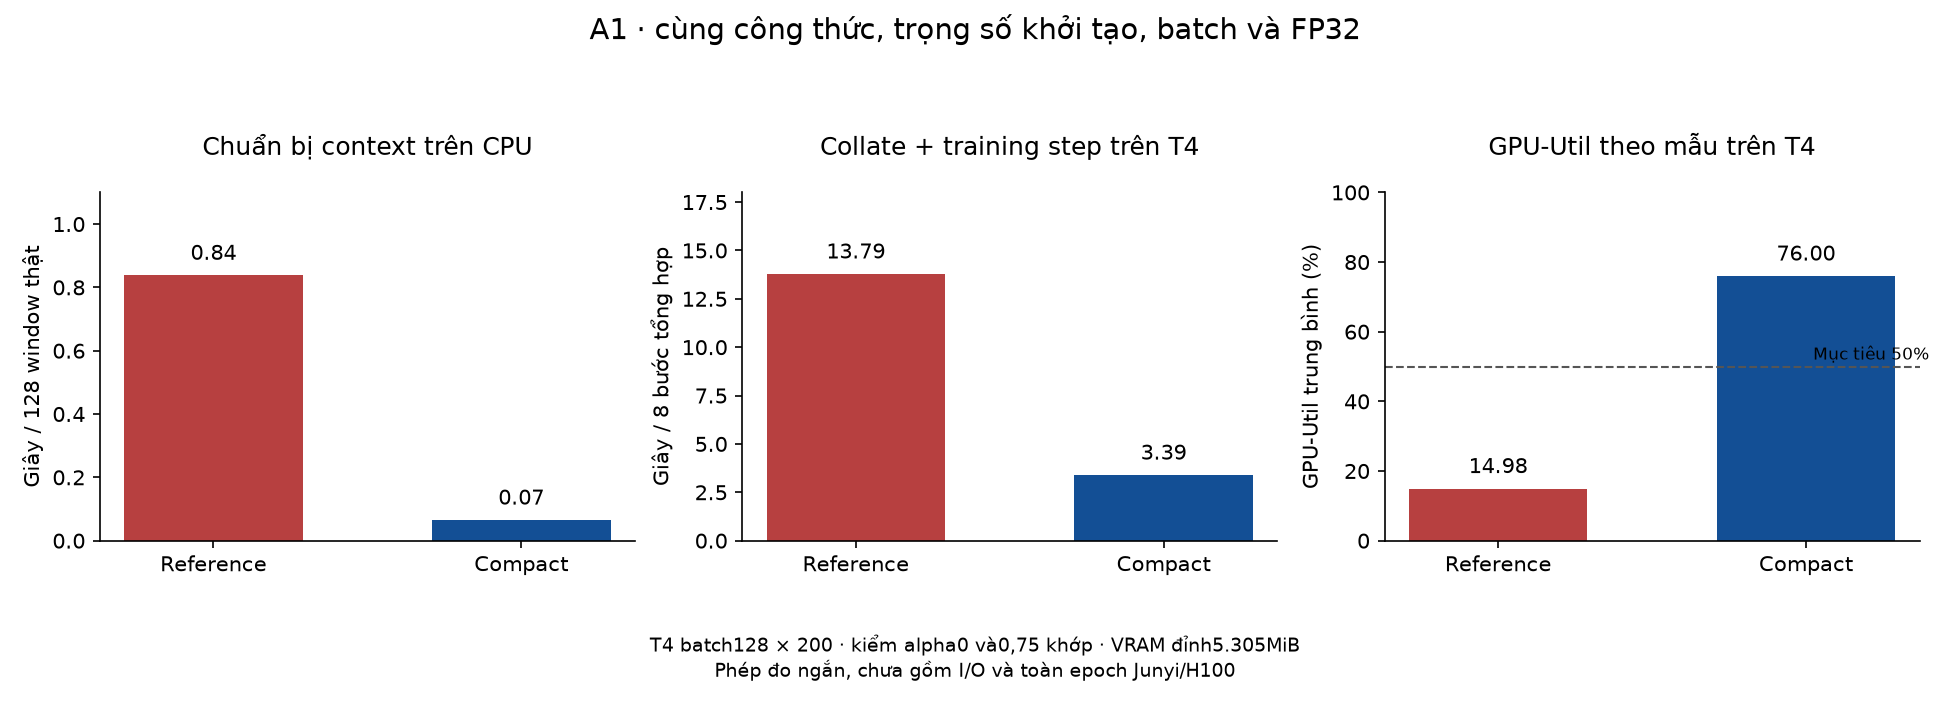 A1 · cùng công thức, trọng số khởi tạo, batch và FP32
Chuẩn bị context trên CPU
Giây / 128 window thật
1.0
0.8
0.6
0.4
0.2
0.0
0.84
0.07
Reference
Compact
Collate + training step trên T4
Giây / 8 bước tổng hợp
17.5
15.0
12.5
10.0
7.5
5.0
2.5
0.0
13.79
3.39
Reference
Compact
GPU-Util theo mẫu trên T4
GPU-Util trung bình (%)
100
80
60
40
20
0
14.98
76.00
Mục tiêu 50%
Reference
Compact
T4 batch128 × 200 · kiểm alpha0 và0,75 khớp · VRAM đỉnh5.305MiB
Phép đo ngắn, chưa gồm I/O và toàn epoch Junyi/H100